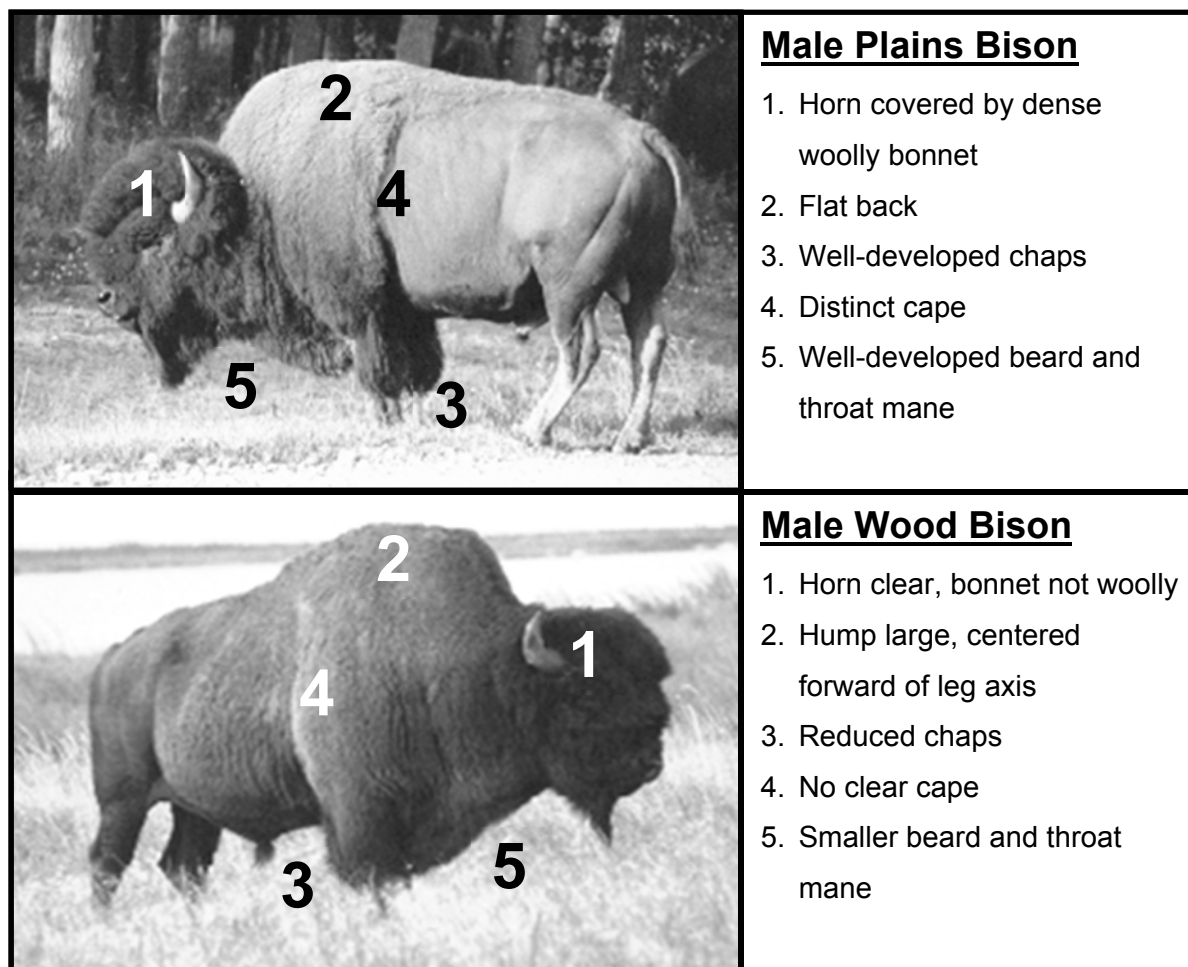 Male Plains Bison
1. Horn covered by dense
woolly bonnet
2. Flat back
3. Well-developed chaps
4. Distinct cape
5. Well-developed beard and
throat mane
2
1
4
5
3
Male Wood Bison
1. Horn clear, bonnet not woolly
2. Hump large, centered
forward of leg axis
3. Reduced chaps
4. No clear cape
5. Smaller beard and throat
mane
2
1
4
3
5